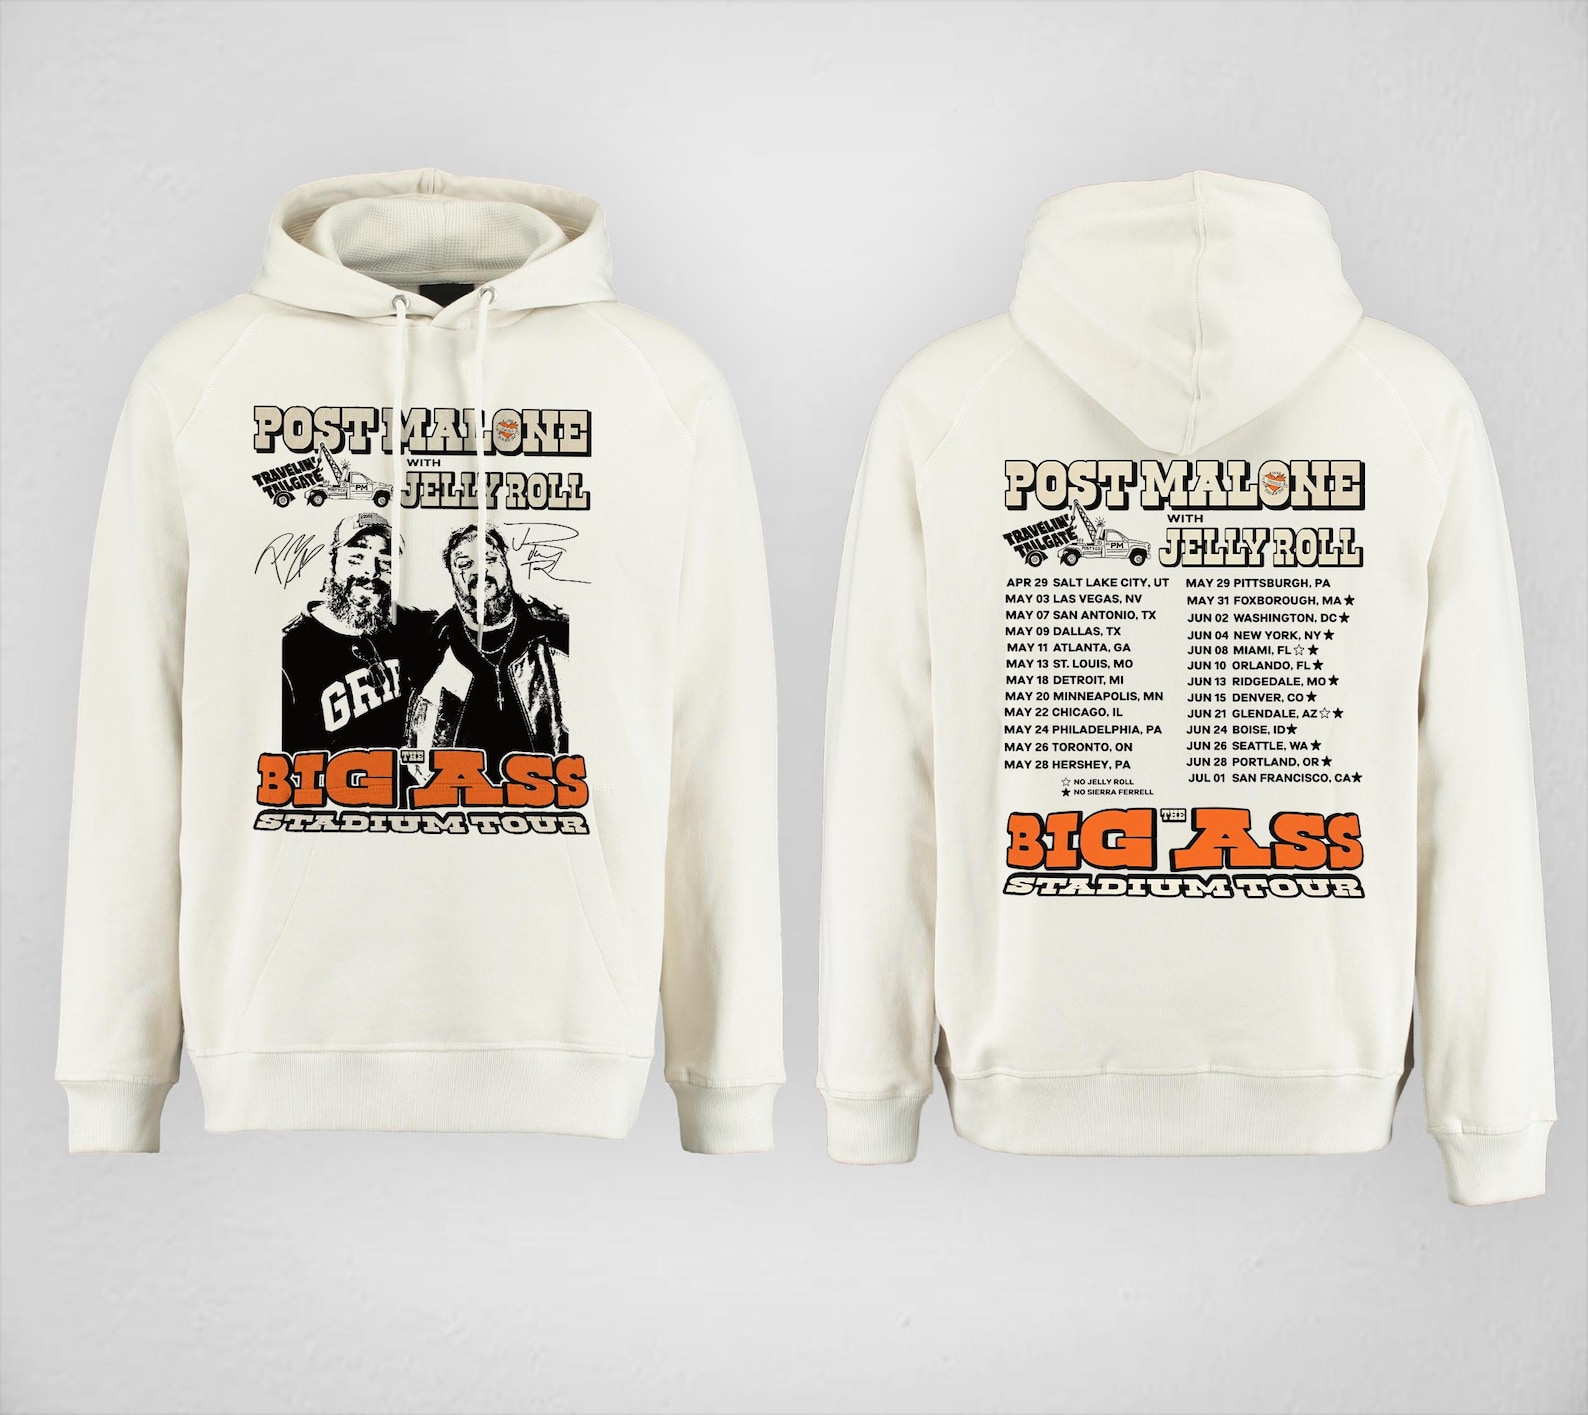 POST MALONE
WITH
TRAVELIN' TAILGATE
PM
JELLY ROLL
THE
BIG ASS
STADIUM TOUR
POST MALONE
WITH
TRAVELIN' TAILGATE
PM
JELLY ROLL
APR 29 SALT LAKE CITY, UT
MAY 03 LAS VEGAS, NV
MAY 07 SAN ANTONIO, TX
MAY 09 DALLAS, TX
MAY 11 ATLANTA, GA
MAY 13 ST. LOUIS, MO
MAY 18 DETROIT, MI
MAY 20 MINNEAPOLIS, MN
MAY 22 CHICAGO, IL
MAY 24 PHILADELPHIA, PA
MAY 26 TORONTO, ON
MAY 28 HERSHEY, PA
☆ NO JELLY ROLL
★ NO SIERRA FERRELL
MAY 29 PITTSBURGH, PA
MAY 31 FOXBOROUGH, MA★
JUN 02 WASHINGTON, DC★
JUN 04 NEW YORK, NY★
JUN 08 MIAMI, FL☆★
JUN 10 ORLANDO, FL★
JUN 13 RIDGEDALE, MO★
JUN 15 DENVER, CO★
JUN 21 GLENDALE, AZ☆★
JUN 24 BOISE, ID★
JUN 26 SEATTLE, WA★
JUN 28 PORTLAND, OR★
JUL 01 SAN FRANCISCO, CA★
THE
BIG ASS
STADIUM TOUR